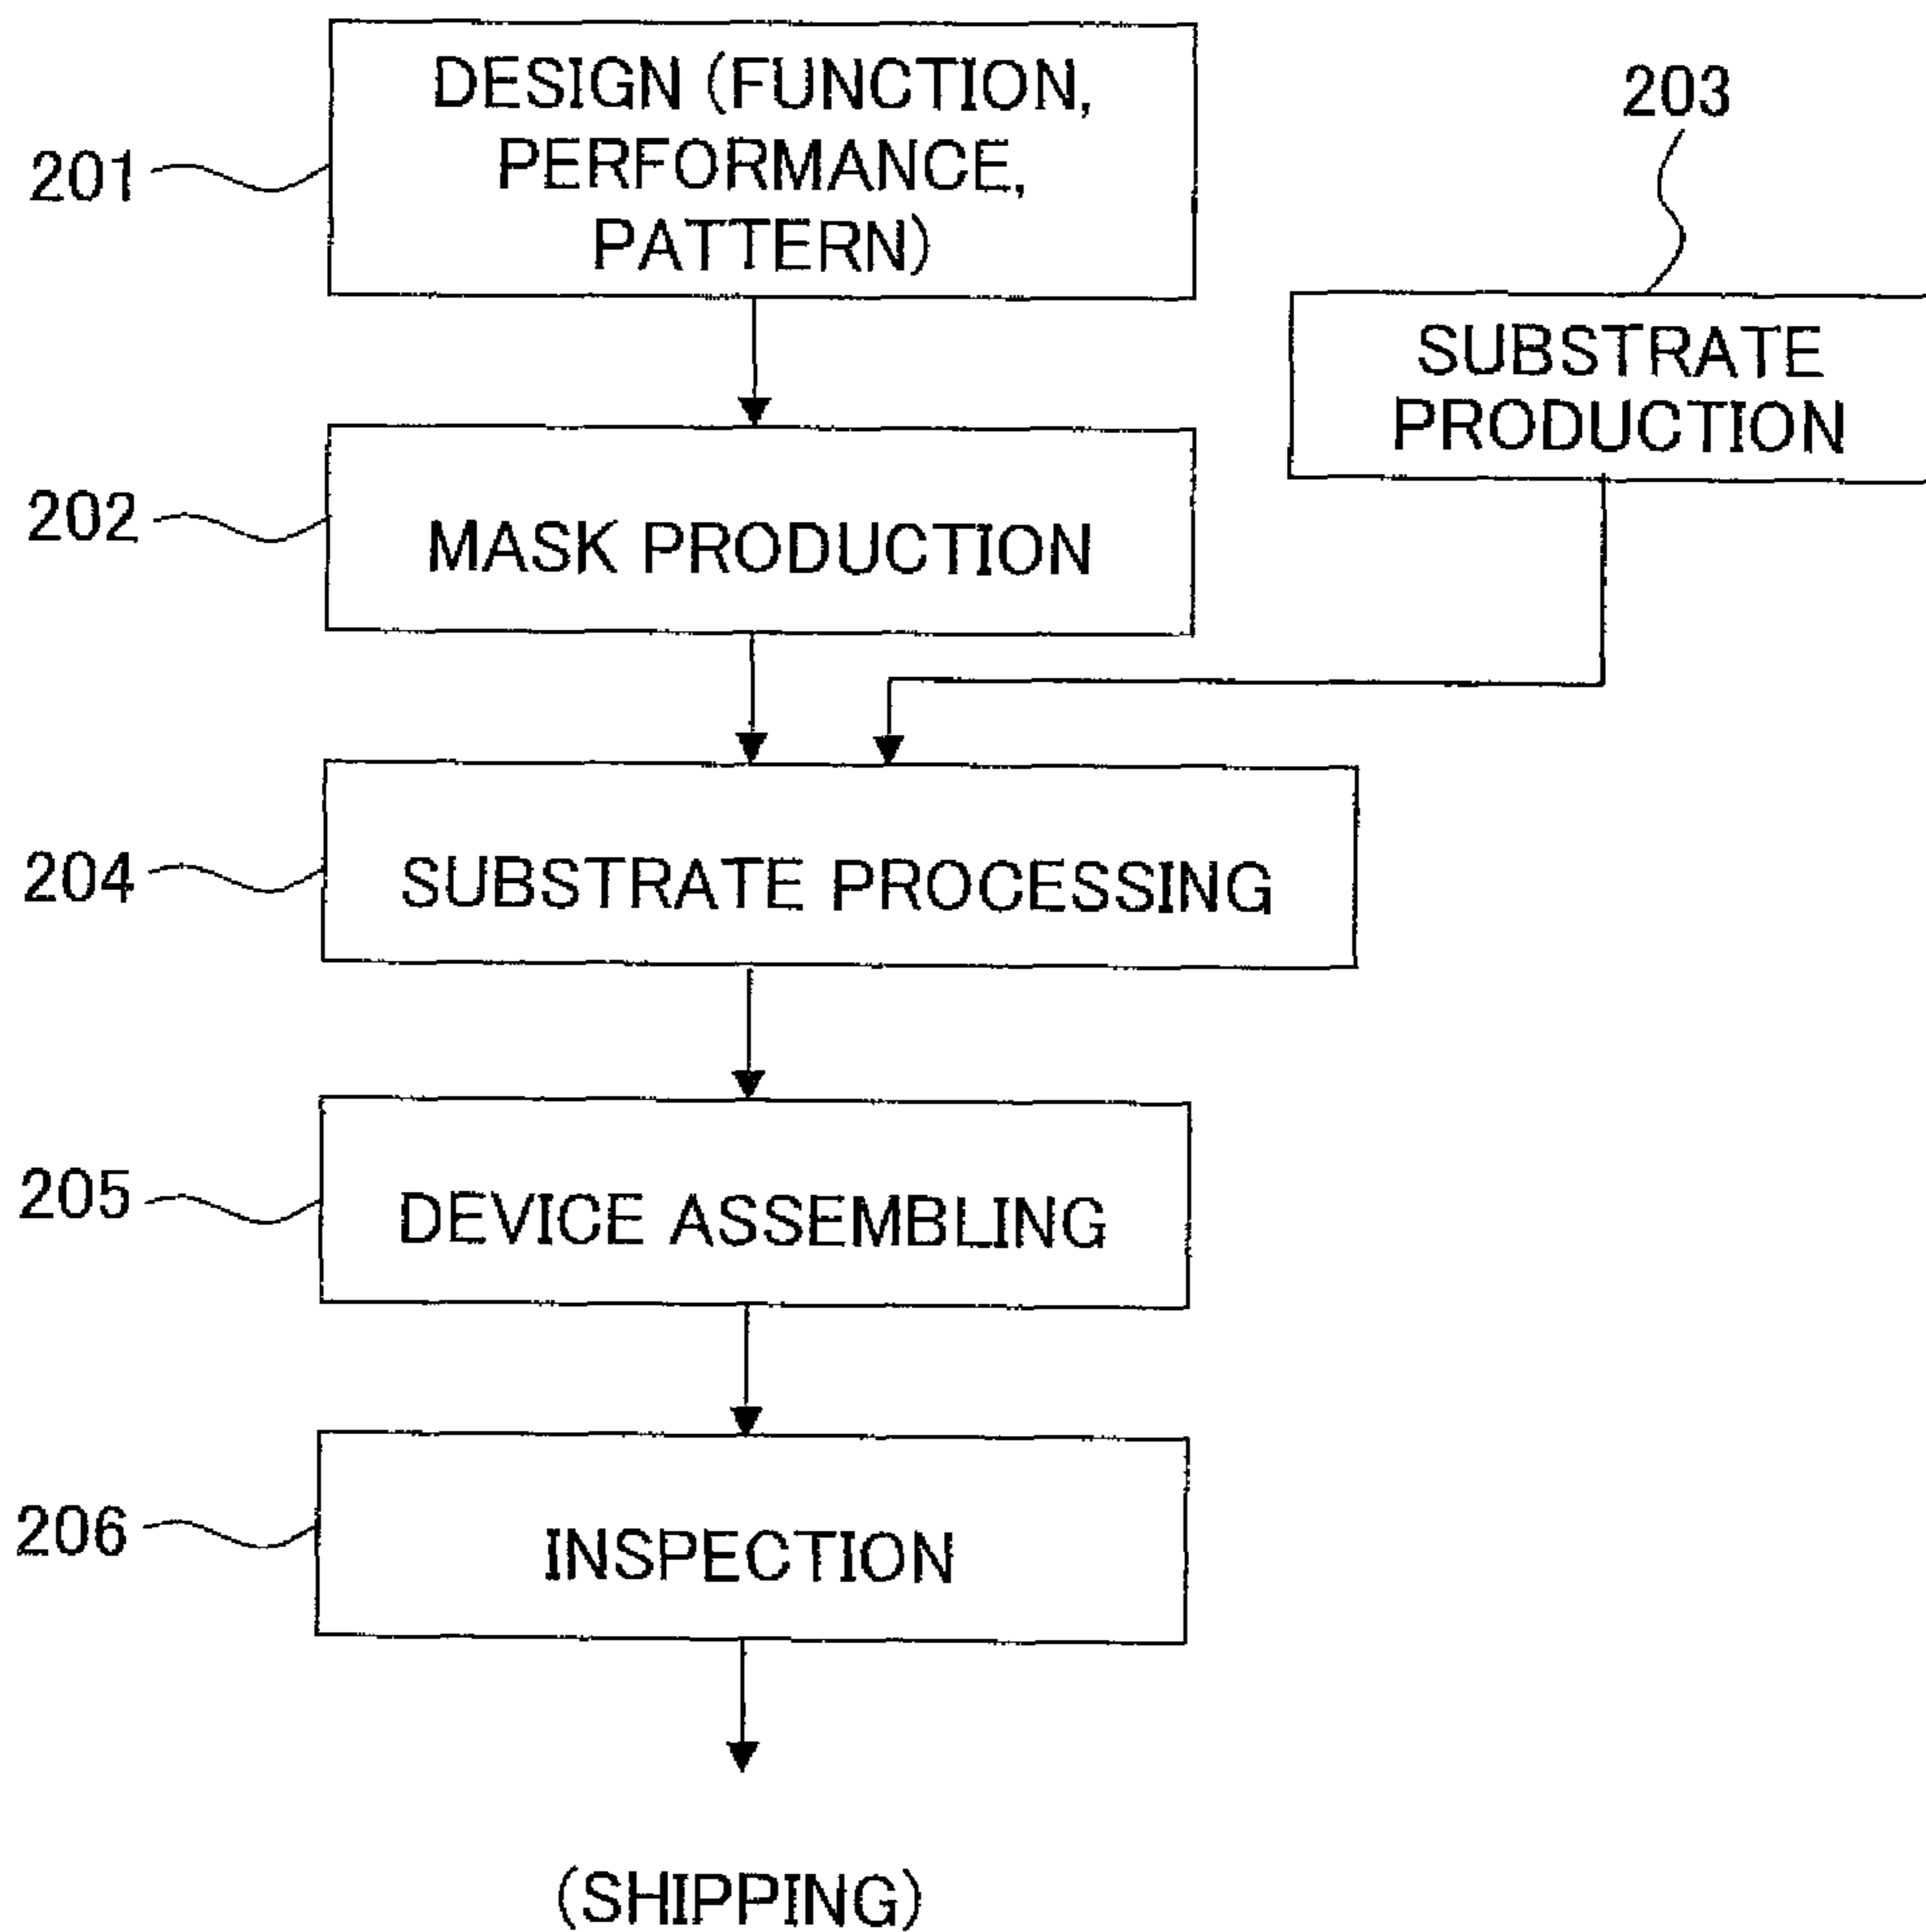 DESIGN (FUNCTION,
PERFORMANCE,
PATTERN)
201
203
SUBSTRATE
PRODUCTION
202
MASK PRODUCTION
204
SUBSTRATE PROCESSING
205
DEVICE ASSEMBLING
206
INSPECTION
(SHIPPING)